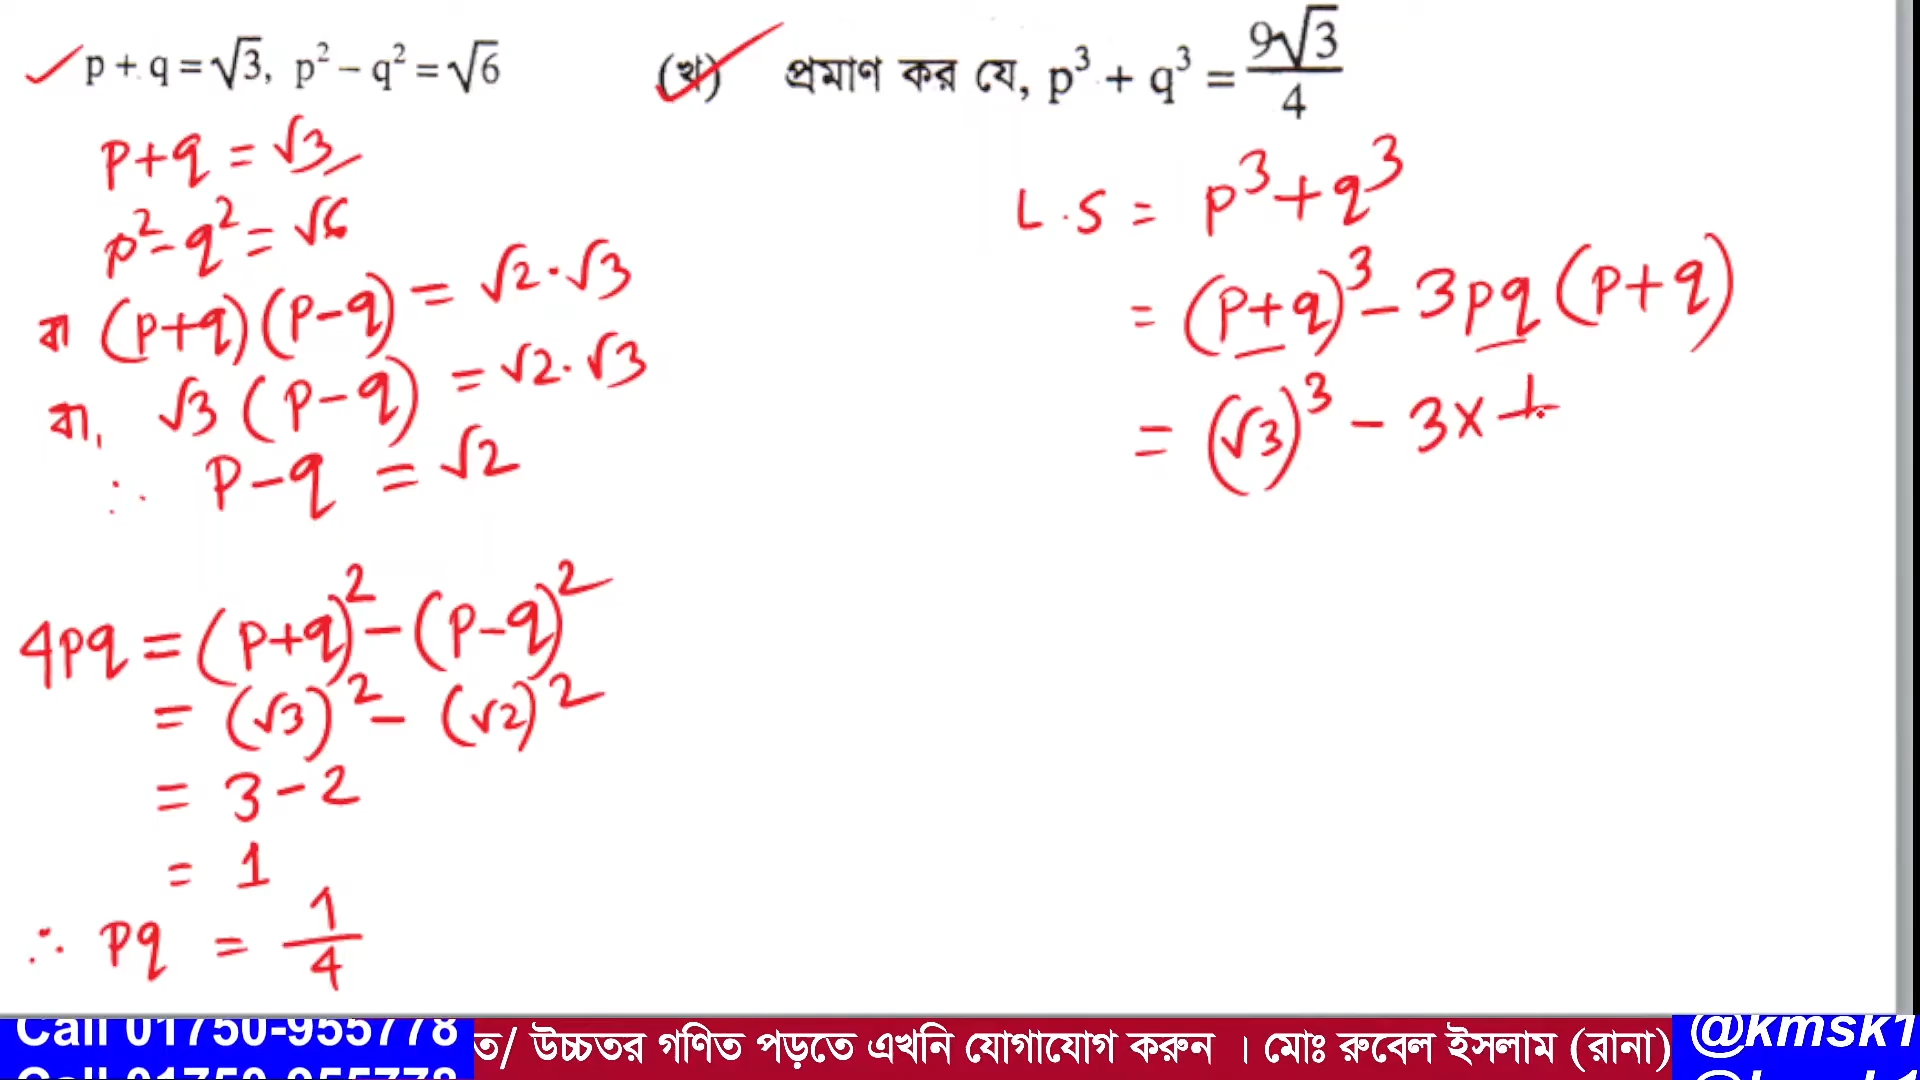 p + q = √3, p² – q² = √6
(খ) প্রমাণ কর যে, p³ + q³ = 9√3/4
p+q = √3
p²-q² = √6
বা (p+q)(p-q) = √2·√3
বা, √3 (p-q) = √2·√3
∴ p-q = √2
4pq = (p+q)² - (p-q)²
= (√3)² - (√2)²
= 3-2
= 1
∴ pq = 1/4
L.S = p³+q³
= (p+q)³ - 3pq (p+q)
= (√3)³ - 3×1
Call 01750-955778
ত/ উচ্চতর গণিত পড়তে এখনি যোগাযোগ করুন । মোঃ রুবেল ইসলাম (রানা)
@kmsk1